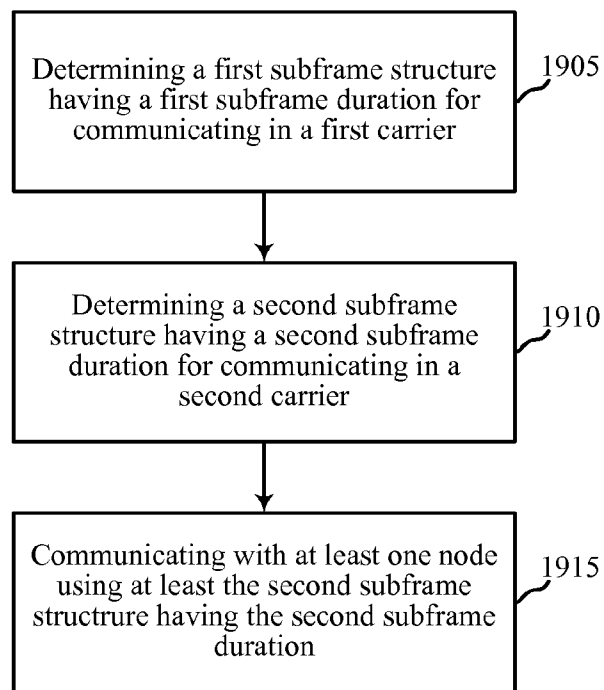 Determining a first subframe structure
having a first subframe duration for
communicating in a first carrier
1905
Determining a second subframe
structure having a second subframe
duration for communicating in a
second carrier
1910
Communicating with at least one node
using at least the second subframe
structrure having the second subframe
duration
1915